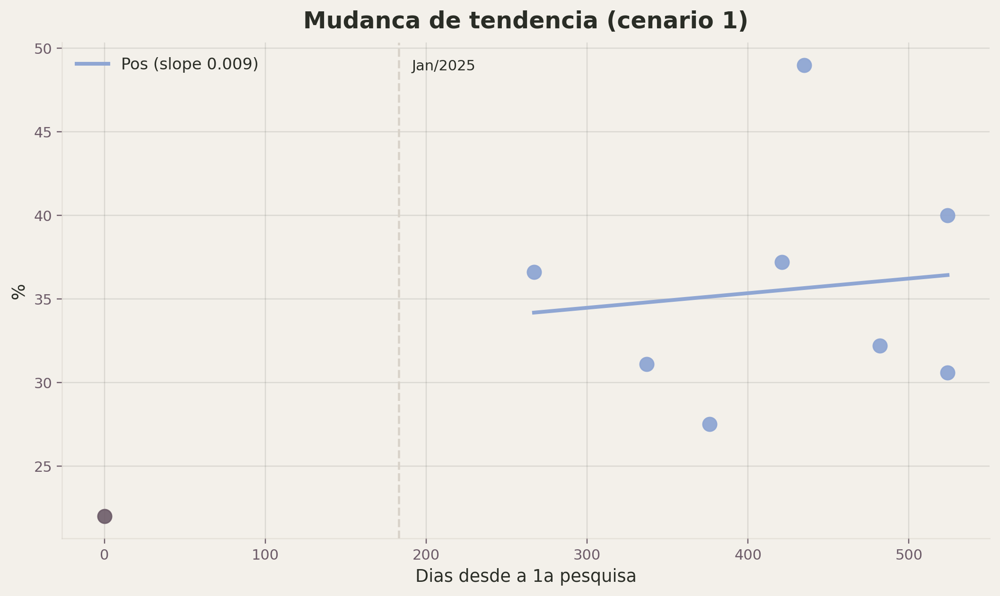 Mudanca de tendencia (cenario 1)
Pos (slope 0.009)
Jan/2025
%
50
45
40
35
30
25
0 100 200 300 400 500
Dias desde a 1a pesquisa